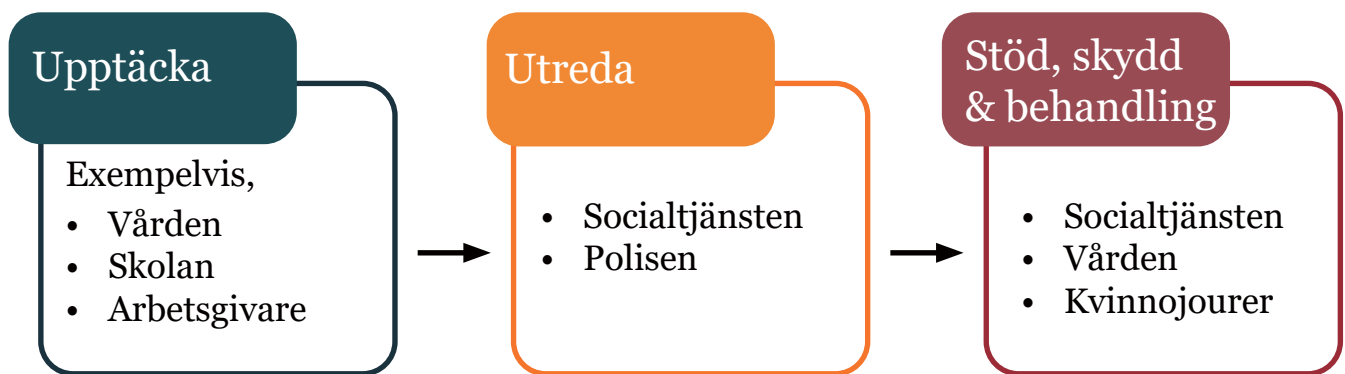 Upptäcka
Exempelvis,
• Vården
• Skolan
• Arbetsgivare
Utreda
• Socialtjänsten
• Polisen
Stöd, skydd
& behandling
• Socialtjänsten
• Vården
• Kvinnojourer